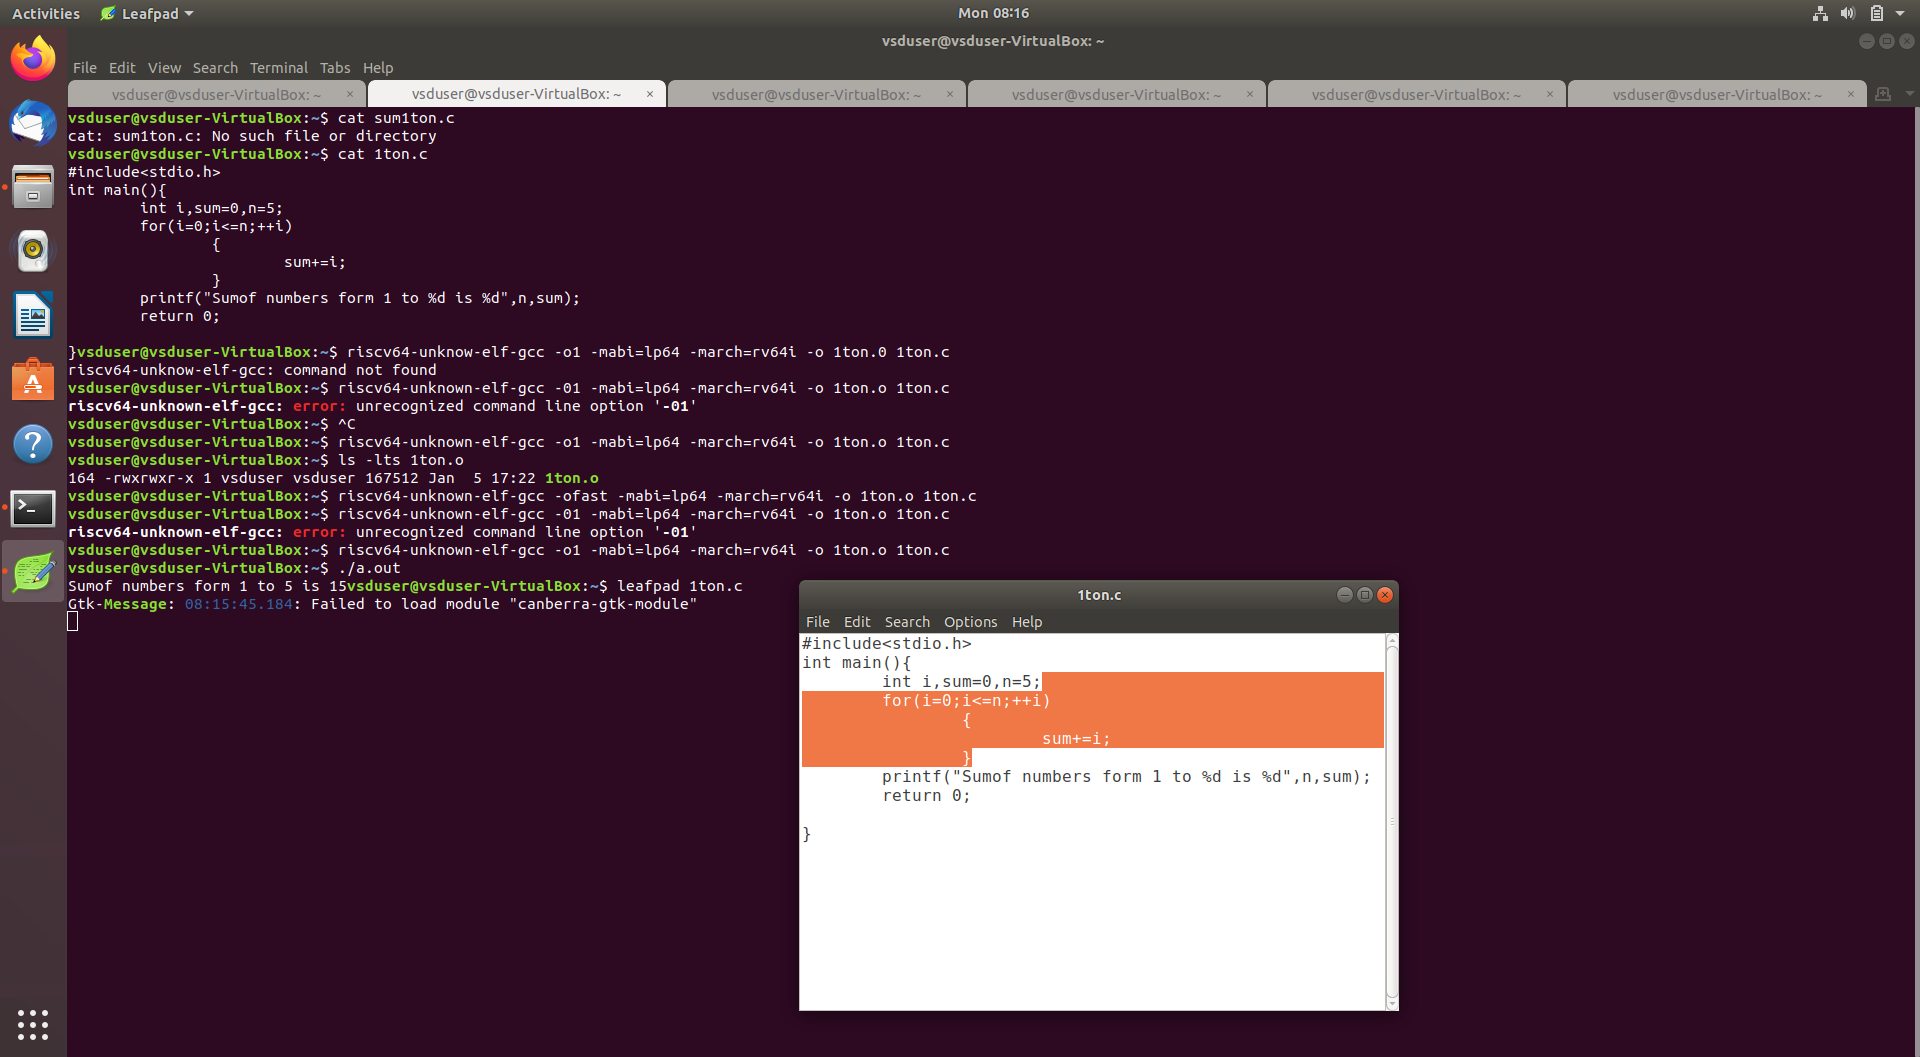 Activities Leafpad Mon 08:16
vsduser@vsduser-VirtualBox: ~
File Edit View Search Terminal Tabs Help
vsduser@vsduser-VirtualBox: ~ × vsduser@vsduser-VirtualBox: ~ × vsduser@vsduser-VirtualBox: ~ × vsduser@vsduser-VirtualBox: ~ × vsduser@vsduser-VirtualBox: ~ × vsduser@vsduser-VirtualBox: ~ ×
vsduser@vsduser-VirtualBox:~$ cat sum1ton.c
cat: sum1ton.c: No such file or directory
vsduser@vsduser-VirtualBox:~$ cat 1ton.c
#include<stdio.h>
int main(){
        int i,sum=0,n=5;
        for(i=0;i<=n;++i)
                {
                        sum+=i;
                }
        printf("Sumof numbers form 1 to %d is %d",n,sum);
        return 0;
}vsduser@vsduser-VirtualBox:~$ riscv64-unknow-elf-gcc -o1 -mabi=lp64 -march=rv64i -o 1ton.0 1ton.c
riscv64-unknow-elf-gcc: command not found
vsduser@vsduser-VirtualBox:~$ riscv64-unknown-elf-gcc -01 -mabi=lp64 -march=rv64i -o 1ton.o 1ton.c
riscv64-unknown-elf-gcc: error: unrecognized command line option '-01'
vsduser@vsduser-VirtualBox:~$ ^C
vsduser@vsduser-VirtualBox:~$ riscv64-unknown-elf-gcc -o1 -mabi=lp64 -march=rv64i -o 1ton.o 1ton.c
vsduser@vsduser-VirtualBox:~$ ls -lts 1ton.o
164 -rwxrwxr-x 1 vsduser vsduser 167512 Jan  5 17:22 1ton.o
vsduser@vsduser-VirtualBox:~$ riscv64-unknown-elf-gcc -ofast -mabi=lp64 -march=rv64i -o 1ton.o 1ton.c
vsduser@vsduser-VirtualBox:~$ riscv64-unknown-elf-gcc -01 -mabi=lp64 -march=rv64i -o 1ton.o 1ton.c
riscv64-unknown-elf-gcc: error: unrecognized command line option '-01'
vsduser@vsduser-VirtualBox:~$ riscv64-unknown-elf-gcc -o1 -mabi=lp64 -march=rv64i -o 1ton.o 1ton.c
vsduser@vsduser-VirtualBox:~$ ./a.out
Sumof numbers form 1 to 5 is 15vsduser@vsduser-VirtualBox:~$ leafpad 1ton.c
Gtk-Message: 08:15:45.184: Failed to load module "canberra-gtk-module"
1ton.c
File Edit Search Options Help
#include<stdio.h>
int main(){
        int i,sum=0,n=5;
        for(i=0;i<=n;++i)
                {
                        sum+=i;
                }
        printf("Sumof numbers form 1 to %d is %d",n,sum);
        return 0;
}